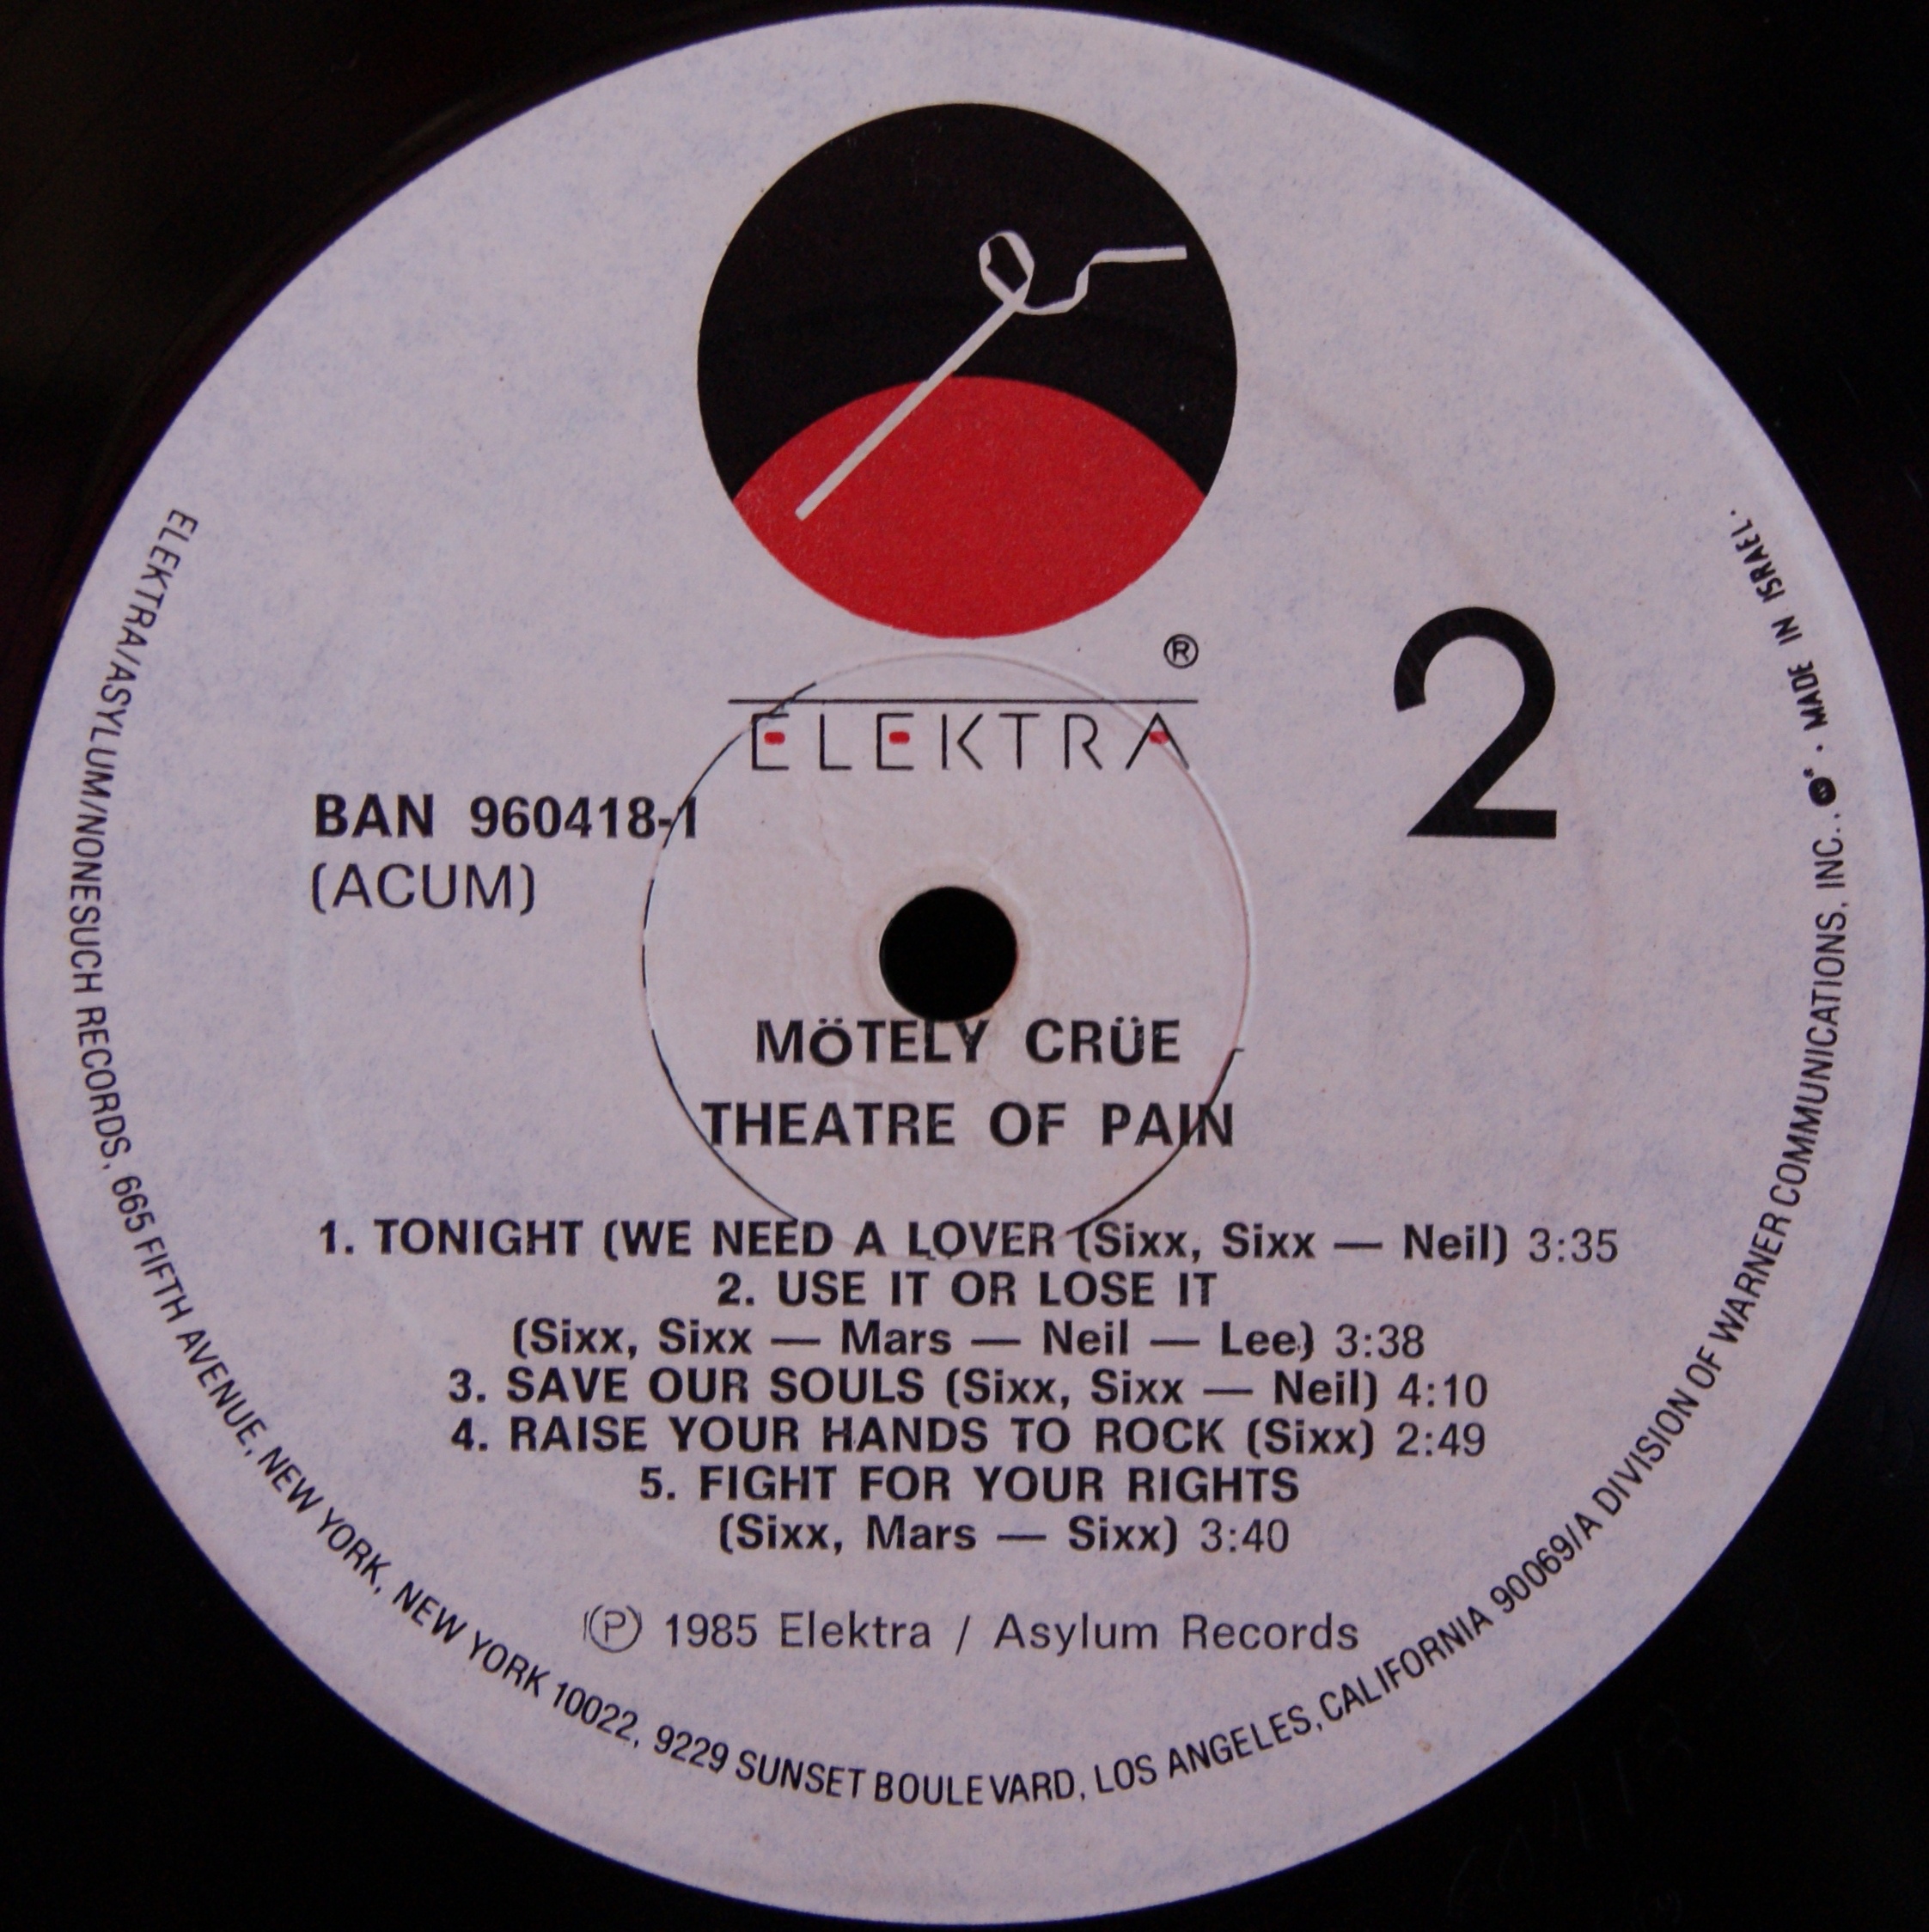 ®
ELEKTRA
2
BAN 960418-1
(ACUM)
MÖTELY CRÜE
THEATRE OF PAIN
1. TONIGHT (WE NEED A LOVER (Sixx, Sixx — Neil) 3:35
2. USE IT OR LOSE IT
(Sixx, Sixx — Mars — Neil — Lee) 3:38
3. SAVE OUR SOULS (Sixx, Sixx — Neil) 4:10
4. RAISE YOUR HANDS TO ROCK (Sixx) 2:49
5. FIGHT FOR YOUR RIGHTS
(Sixx, Mars — Sixx) 3:40
Ⓟ 1985 Elektra / Asylum Records
ELEKTRA/ASYLUM/NONESUCH RECORDS, 665 FIFTH AVENUE, NEW YORK, NEW YORK 10022, 9229 SUNSET BOULEVARD, LOS ANGELES, CALIFORNIA 90069/A DIVISION OF WARNER COMMUNICATIONS, INC.. · MADE IN ISRAEL·